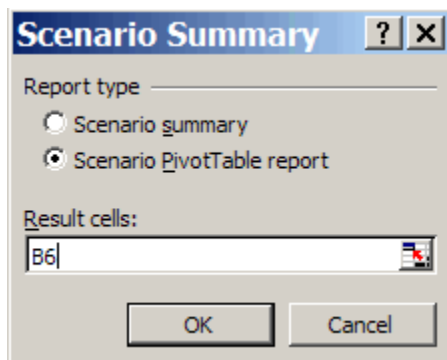 Scenario Summary
Report type
Scenario summary
Scenario PivotTable report
Result cells:
B6
OK Cancel